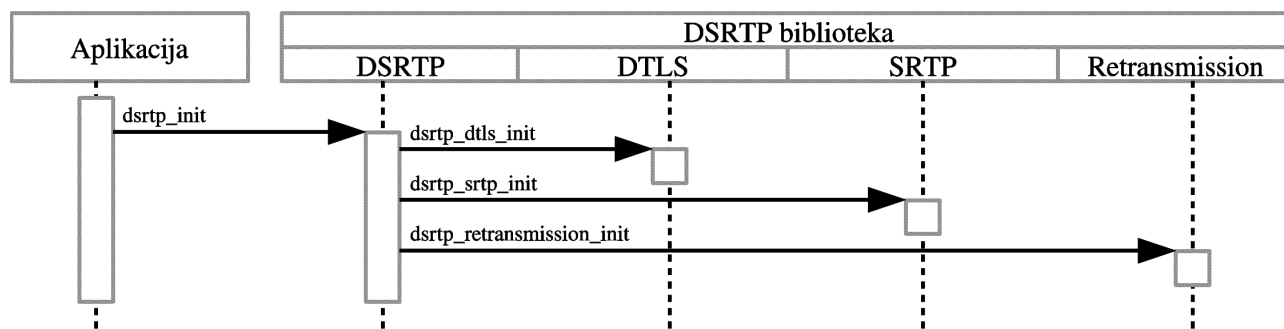 Aplikacija
DSRTP biblioteka
DSRTP
DTLS
SRTP
Retransmission
dsrtp_init
dsrtp_dtls_init
dsrtp_srtp_init
dsrtp_retransmission_init